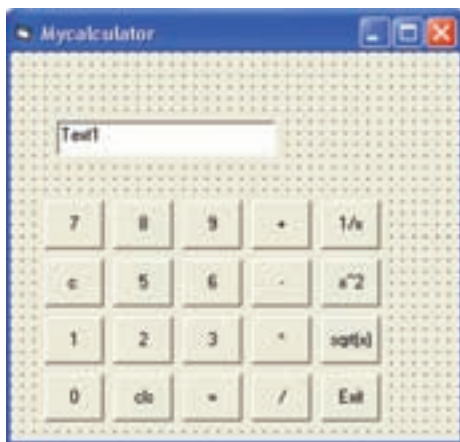 Mycalculator
Text1
7 8 9 + 1/x
c 5 6 - x^2
1 2 3 * sqrt(x)
0 cls = / Exit